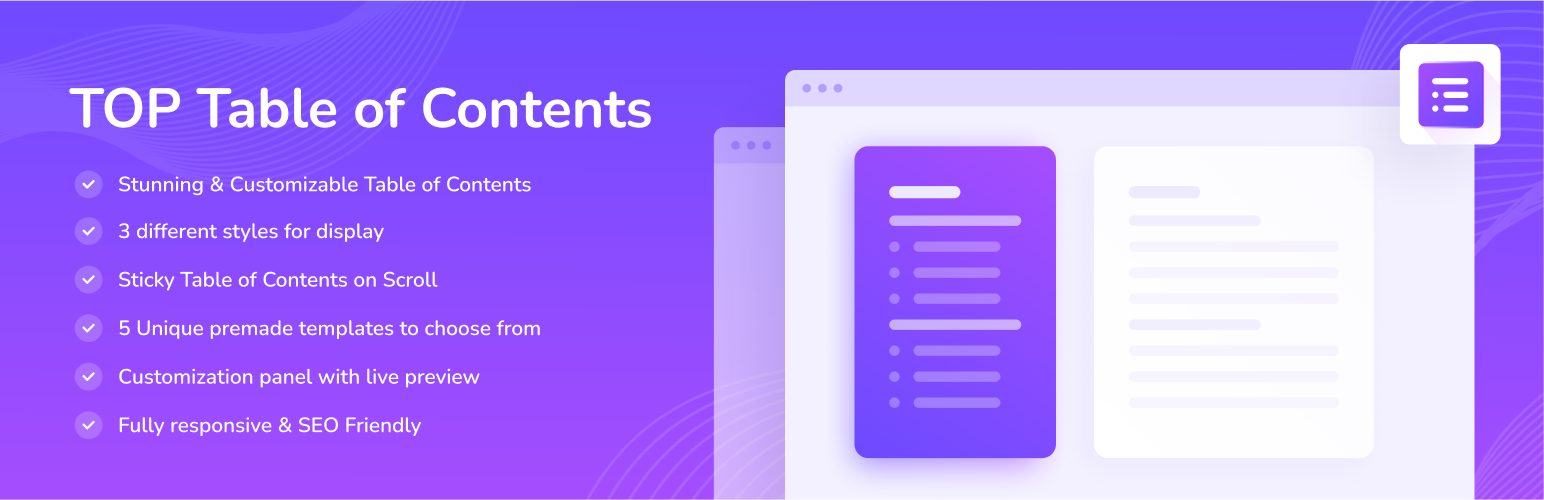 TOP Table of Contents
Stunning & Customizable Table of Contents
3 different styles for display
Sticky Table of Contents on Scroll
5 Unique premade templates to choose from
Customization panel with live preview
Fully responsive & SEO Friendly